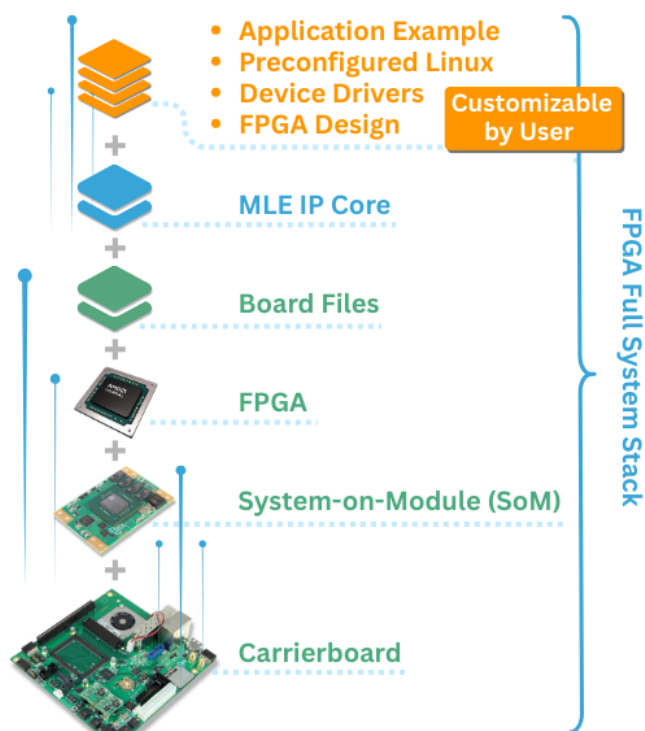 • Application Example
• Preconfigured Linux
• Device Drivers
• FPGA Design
Customizable
by User
MLE IP Core
Board Files
FPGA
AMD
System-on-Module (SoM)
Carrierboard
FPGA Full System Stack